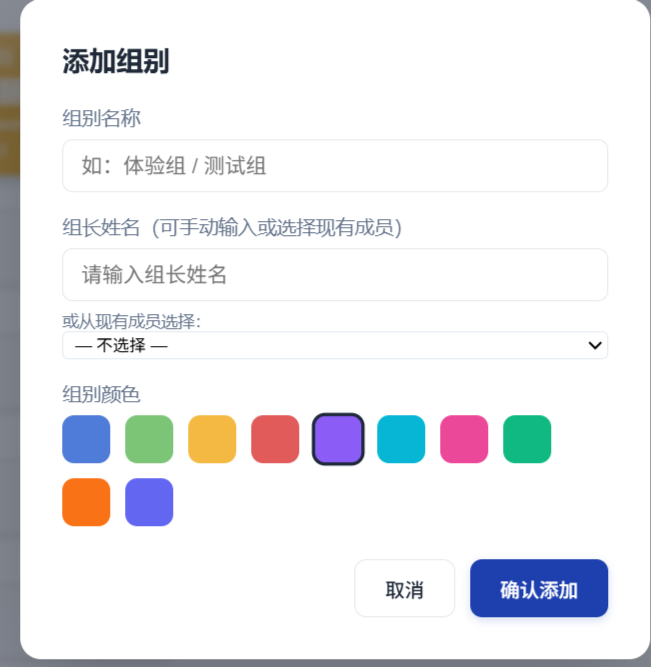 添加组别
组别名称
如：体验组 / 测试组
组长姓名（可手动输入或选择现有成员）
请输入组长姓名
或从现有成员选择：
— 不选择 —
组别颜色
取消
确认添加